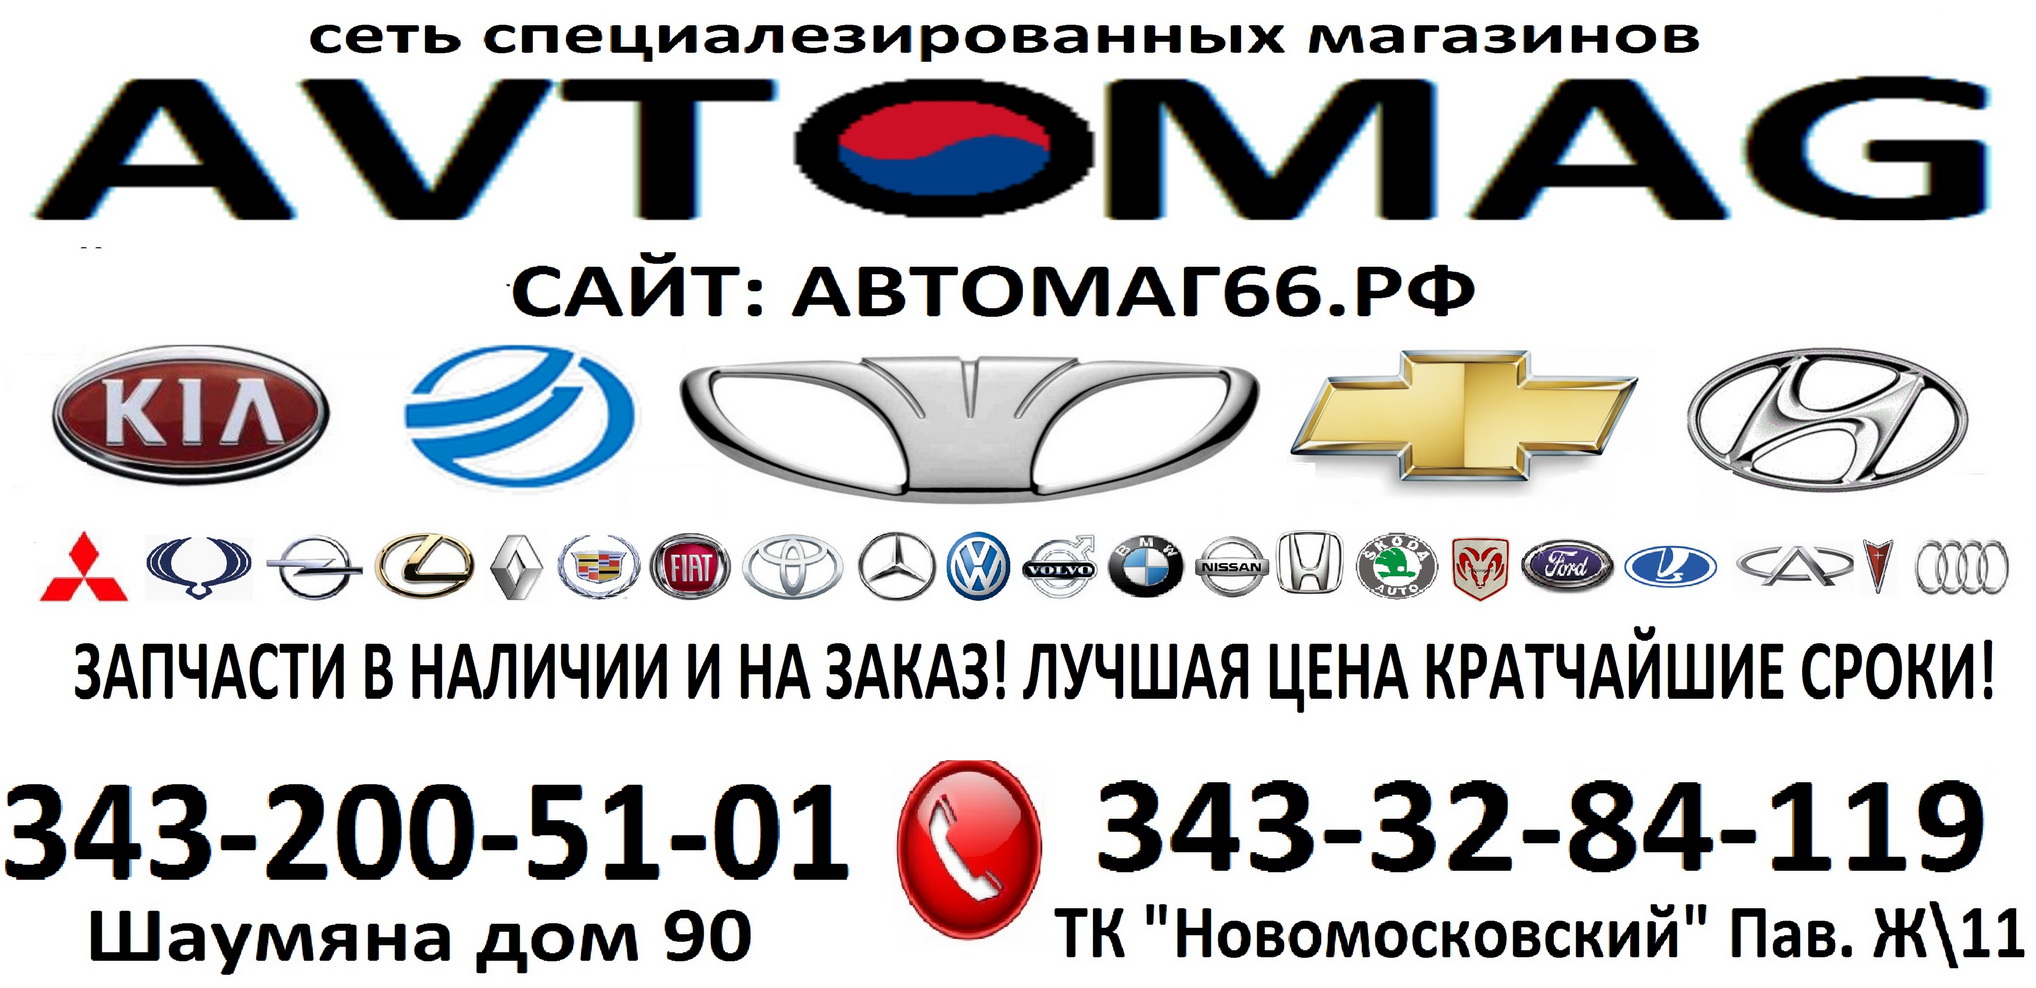 сеть специалезированных магазинов
AVTOMAG
САЙТ: АВТОМАГ66.РФ
KIA
FIAT
VOLVO
BMW
NISSAN
SKODA
AUTO
Ford
ЗАПЧАСТИ В НАЛИЧИИ И НА ЗАКАЗ! ЛУЧШАЯ ЦЕНА КРАТЧАЙШИЕ СРОКИ!
343-200-51-01
343-32-84-119
Шаумяна дом 90
ТК "Новомосковский" Пав. Ж\11